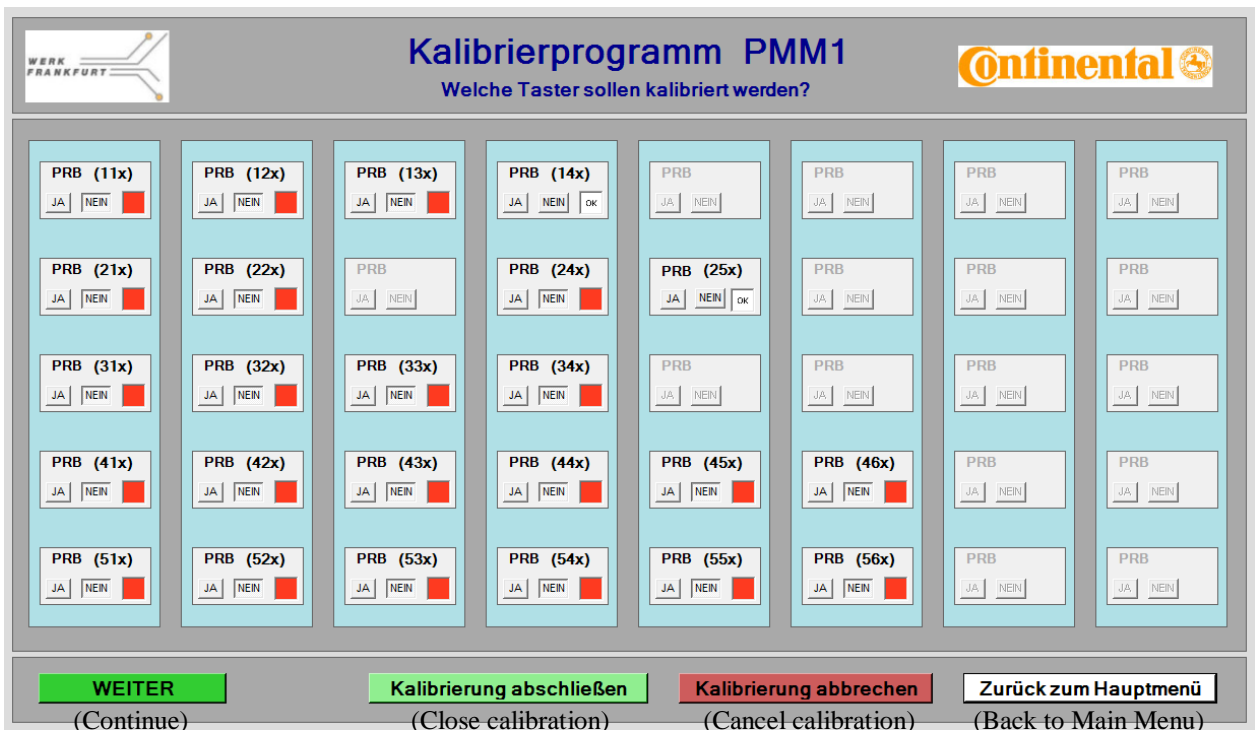 WERK
FRANKFURT
Kalibrierprogramm PMM1
Continental
Welche Taster sollen kalibriert werden?
PRB (11x) PRB (12x) PRB (13x) PRB (14x) PRB PRB PRB PRB
JA NEIN JA NEIN JA NEIN JA NEIN OK JA NEIN JA NEIN JA NEIN JA NEIN
PRB (21x) PRB (22x) PRB PRB (24x) PRB (25x) PRB PRB PRB
JA NEIN JA NEIN JA NEIN JA NEIN JA NEIN OK JA NEIN JA NEIN JA NEIN
PRB (31x) PRB (32x) PRB (33x) PRB (34x) PRB PRB PRB PRB
JA NEIN JA NEIN JA NEIN JA NEIN JA NEIN JA NEIN JA NEIN JA NEIN
PRB (41x) PRB (42x) PRB (43x) PRB (44x) PRB (45x) PRB (46x) PRB PRB
JA NEIN JA NEIN JA NEIN JA NEIN JA NEIN JA NEIN JA NEIN JA NEIN
PRB (51x) PRB (52x) PRB (53x) PRB (54x) PRB (55x) PRB (56x) PRB PRB
JA NEIN JA NEIN JA NEIN JA NEIN JA NEIN JA NEIN JA NEIN JA NEIN
WEITER Kalibrierung abschließen Kalibrierung abbrechen Zurück zum Hauptmenü
(Continue) (Close calibration) (Cancel calibration) (Back to Main Menu)